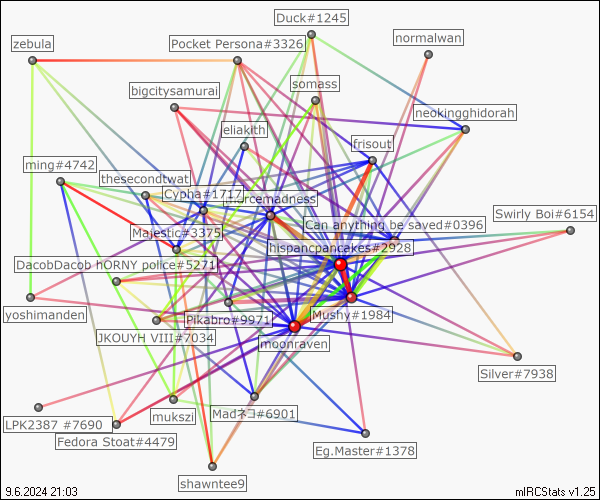 Duck#1245
zebula
Pocket Persona#3326
normalwan
bigcitysamurai
somass
neokingghidorah
eliakith
frisout
ming#4742
thesecondtwat
Cypha#1717
rcemadness
Swirly Boi#6154
Can anything be saved#0396
Majestic#3375
hispancpancakes#2928
DacobDacob hORNY police#5271
yoshimanden
Pikabro#9971
Mushy#1984
JKOUYH VIII#7034
moonraven
Silver#7938
LPK2387 #7690
mukszi
Madネヨ#6901
Fedora Stoat#4479
Eg.Master#1378
shawntee9
9.6.2024 21:03
mIRCStats v1.25